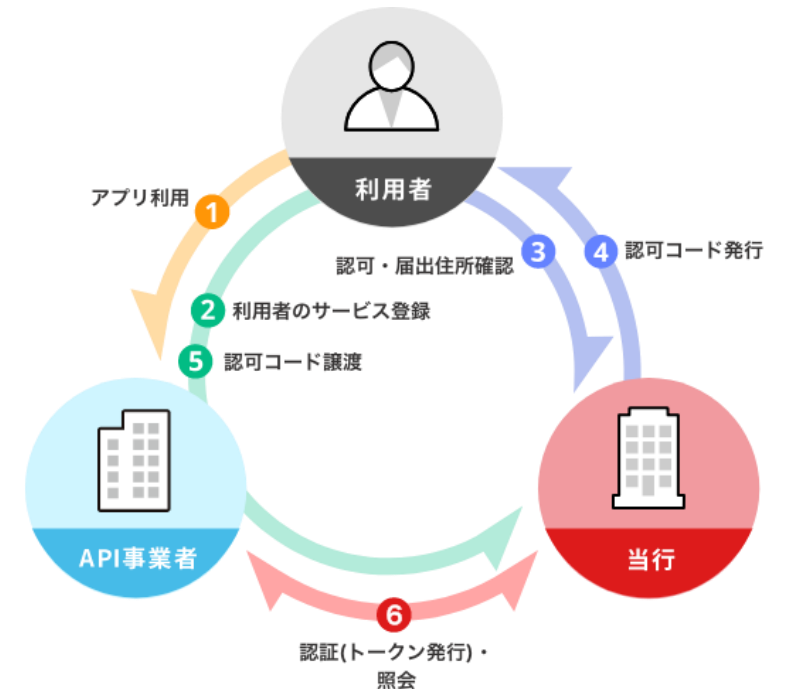 利用者
アプリ利用
1
3
4
認可コード発行
認可・届出住所確認
2
利用者のサービス登録
5
認可コード譲渡
API事業者
当行
6
認証(トークン発行)・
照会